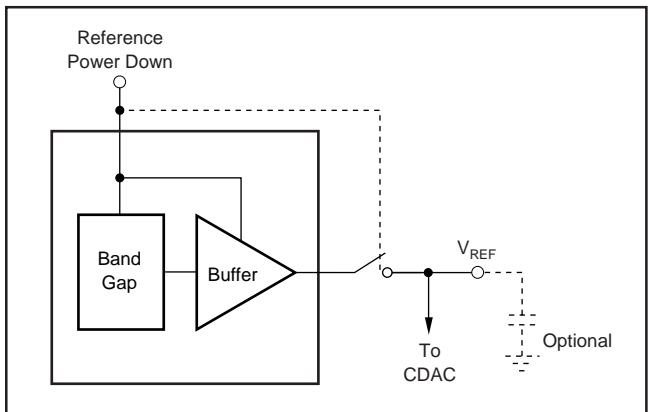 Reference
Power Down
Band
Gap
Buffer
VREF
To
CDAC
Optional